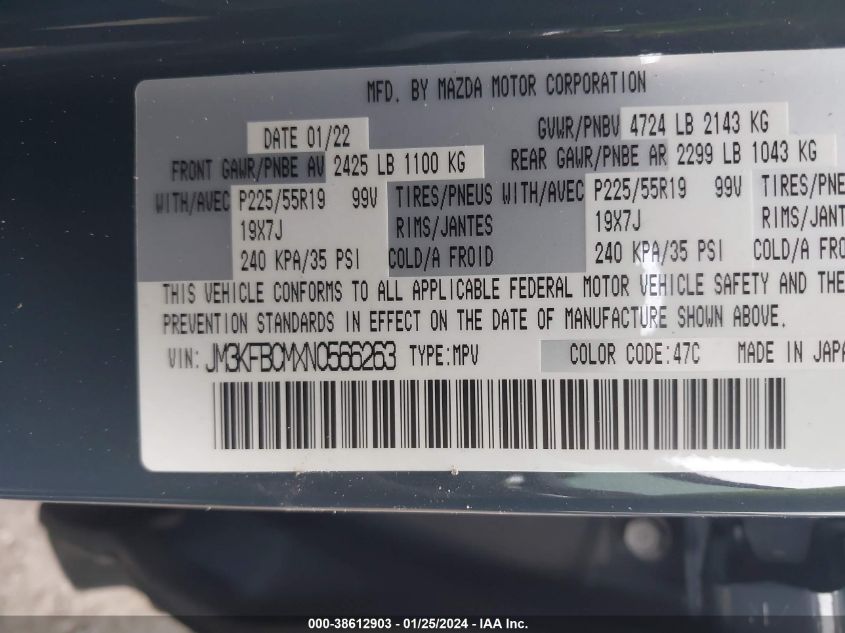 MFD. BY MAZDA MOTOR CORPORATION
DATE 01/22 GVWR/PNBV 4724 LB 2143 KG
FRONT GAWR/PNBE AV 2425 LB 1100 KG REAR GAWR/PNBE AR 2299 LB 1043 KG
WITH/AVEC P225/55R19 99V TIRES/PNEUS WITH/AVEC P225/55R19 99V TIRES/PNE
19X7J RIMS/JANTES 19X7J RIMS/JANT
240 KPA/35 PSI COLD/A FROID 240 KPA/35 PSI COLD/A FRO
THIS VEHICLE CONFORMS TO ALL APPLICABLE FEDERAL MOTOR VEHICLE SAFETY AND THE
PREVENTION STANDARDS IN EFFECT ON THE DATE OF MANUFACTURE SHOWN ABOVE.
VIN: JM3KFBCMXN0566263 TYPE:MPV COLOR CODE:47C MADE IN JAPA
000-38612903 - 01/25/2024 - IAA Inc.